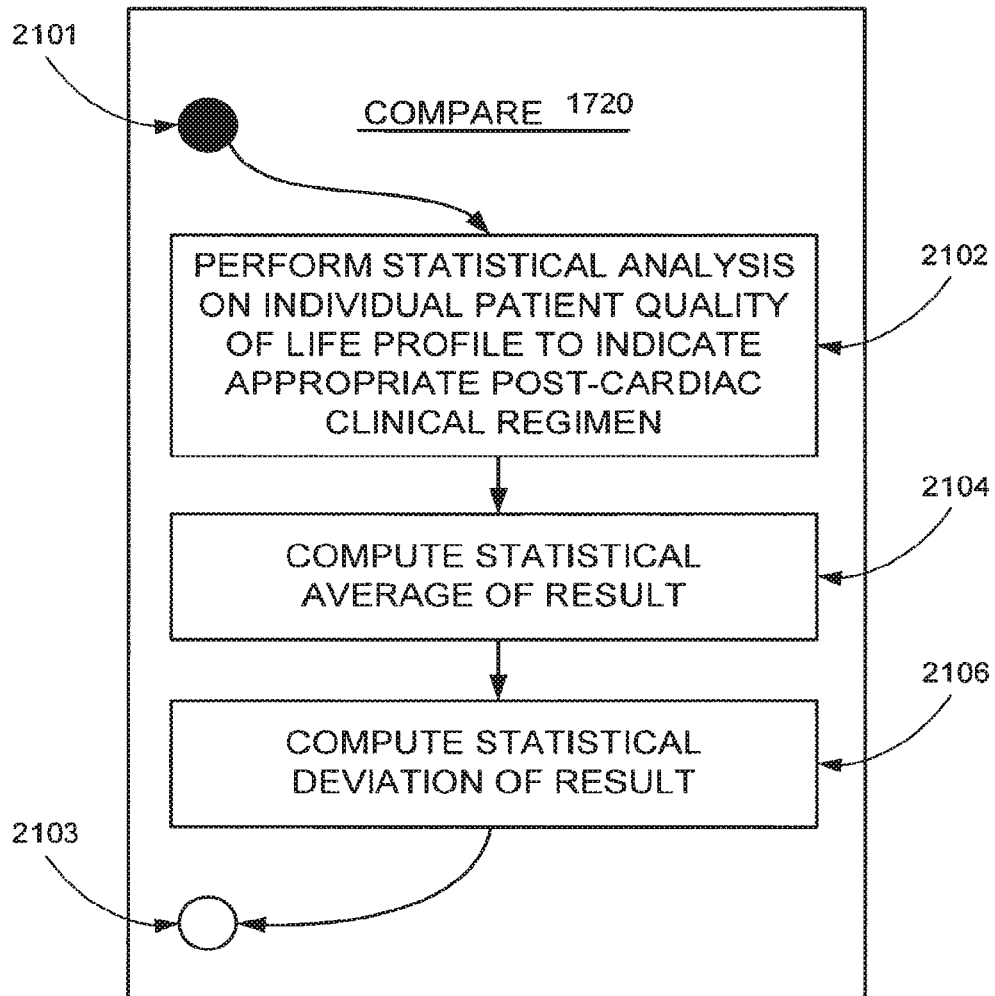 2101
COMPARE 1720
PERFORM STATISTICAL ANALYSIS
ON INDIVIDUAL PATIENT QUALITY
OF LIFE PROFILE TO INDICATE
APPROPRIATE POST-CARDIAC
CLINICAL REGIMEN
2102
COMPUTE STATISTICAL
AVERAGE OF RESULT
2104
COMPUTE STATISTICAL
DEVIATION OF RESULT
2106
2103